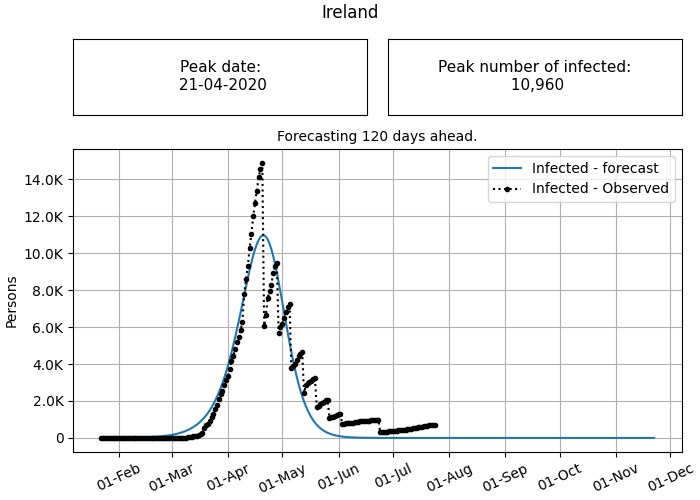 Ireland
Peak date:
21-04-2020
Peak number of infected:
10,960
Forecasting 120 days ahead.
Infected - forecast
Infected - Observed
Persons
14.0K
12.0K
10.0K
8.0K
6.0K
4.0K
2.0K
0
01-Feb
01-Mar
01-Apr
01-May
01-Jun
01-Jul
01-Aug
01-Sep
01-Oct
01-Nov
01-Dec